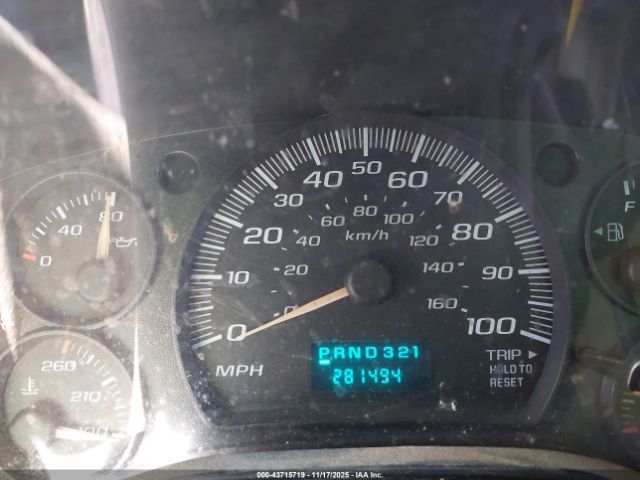 0 40 80
260
210
100
0 10 20 30 40 50 60 70 80 90 100
20 40 60 80 100 120 140 160
km/h
MPH
PRND321
281494
TRIP ▶
HOLD TO
RESET
F
000-43715719 - 11/17/2025 - IAA Inc.